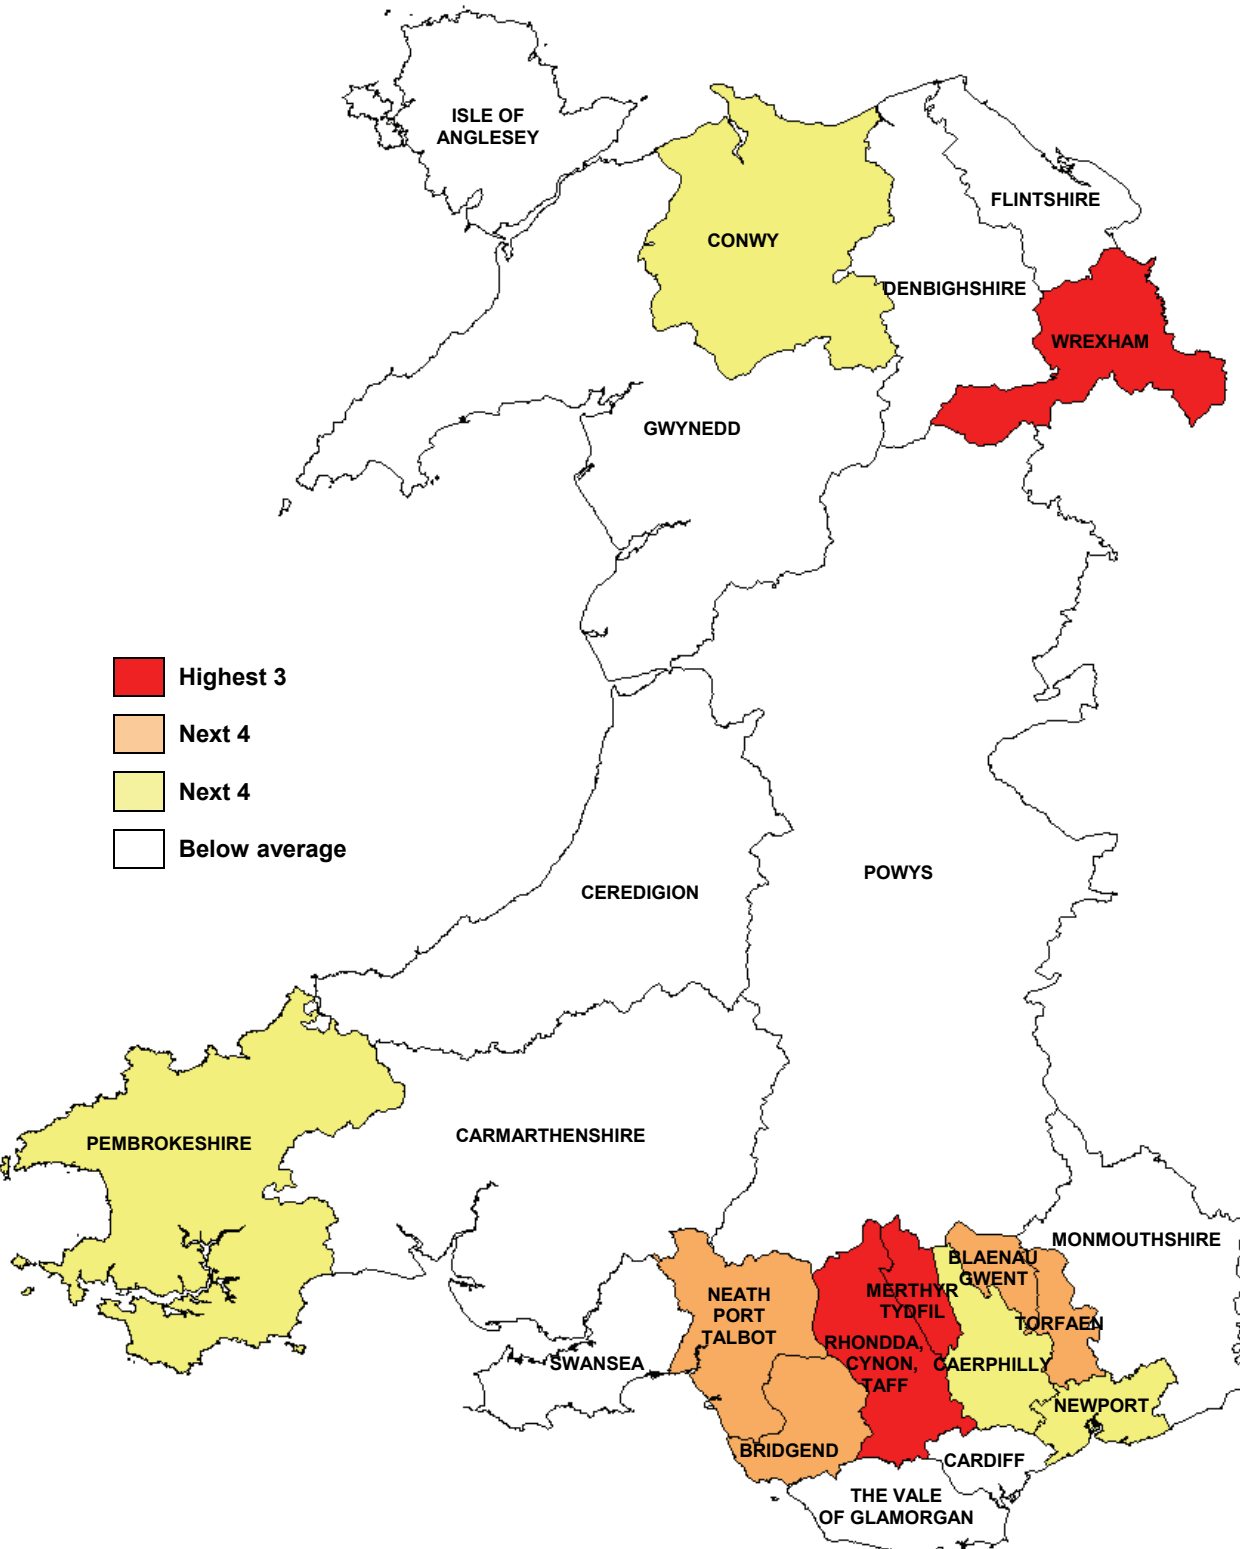 ISLE OF
ANGLESEY
FLINTSHIRE
CONWY
DENBIGHSHIRE
WREXHAM
GWYNEDD
Highest 3
Next 4
Next 4
Below average
POWYS
CEREDIGION
CARMARTHENSHIRE
PEMBROKESHIRE
MONMOUTHSHIRE
BLAENAU
GWENT
NEATH
PORT
TALBOT
MERTHYR
TYDFIL
TORFAEN
RHONDDA,
CYNON,
TAFF
SWANSEA
CAERPHILLY
NEWPORT
BRIDGEND
CARDIFF
THE VALE
OF GLAMORGAN